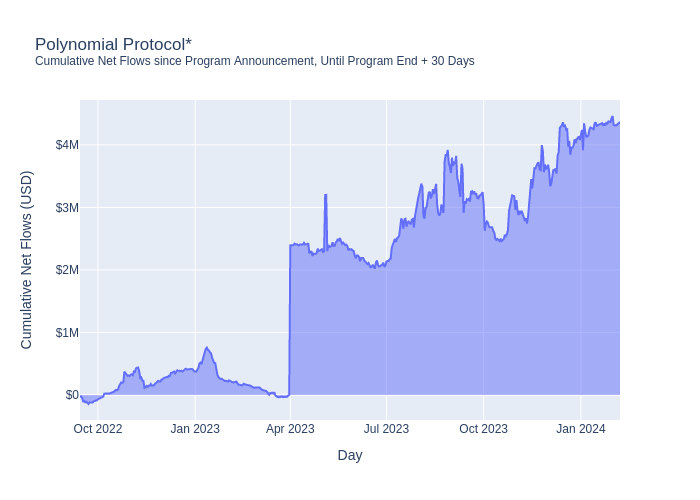 Polynomial Protocol*
Cumulative Net Flows since Program Announcement, Until Program End + 30 Days
Cumulative Net Flows (USD)
$4M
$3M
$2M
$1M
$0
Oct 2022 Jan 2023 Apr 2023 Jul 2023 Oct 2023 Jan 2024
Day